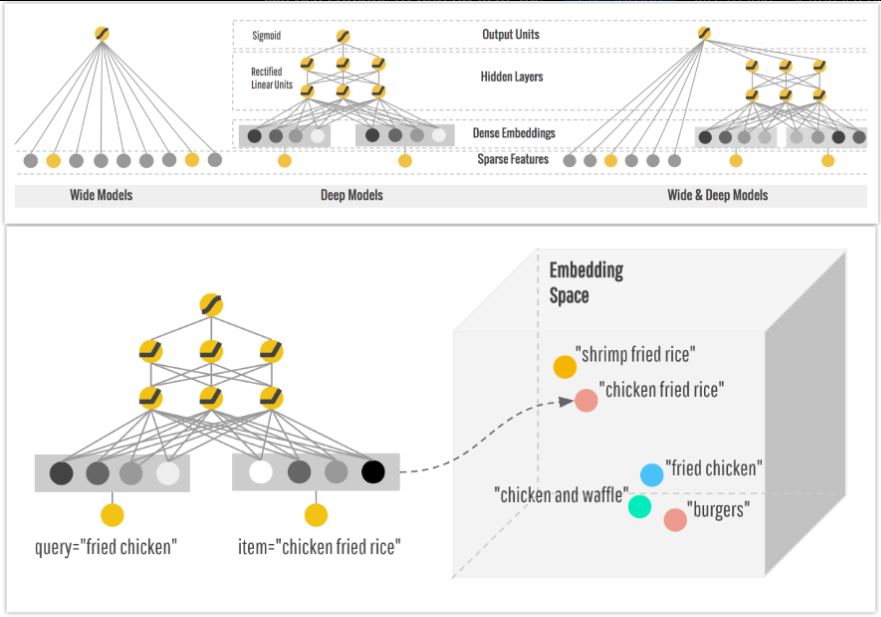 Sigmoid
Output Units
Rectified
Linear Units
Hidden Layers
Dense Embeddings
Sparse Features
Wide Models
Deep Models
Wide & Deep Models
Embedding
Space
"shrimp fried rice"
"chicken fried rice"
"fried chicken"
"chicken and waffle"
"burgers"
query="fried chicken"
item="chicken fried rice"